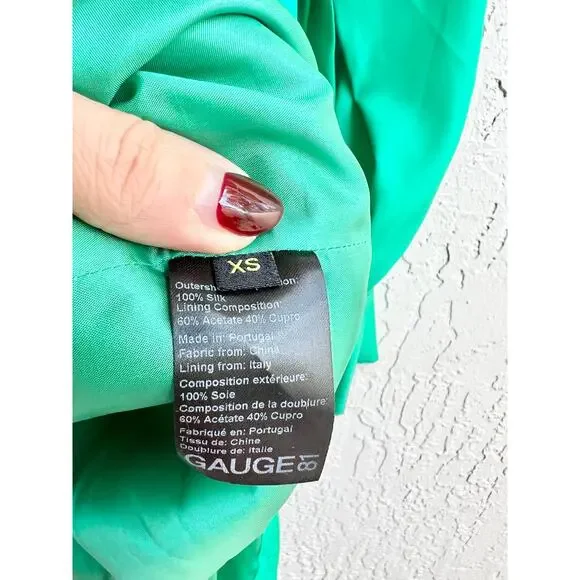 XS
Outersh
100% Silk
Lining Composition:
60% Acetate 40% Cupro
Made in: Portugal
Fabric from: China
Lining from: Italy
Composition extérieure:
100% Soie
Composition de la doublure:
60% Acétate 40% Cupro
Fabriqué en: Portugal
Tissu de: Chine
Doublure de: Italie
GAUGE81